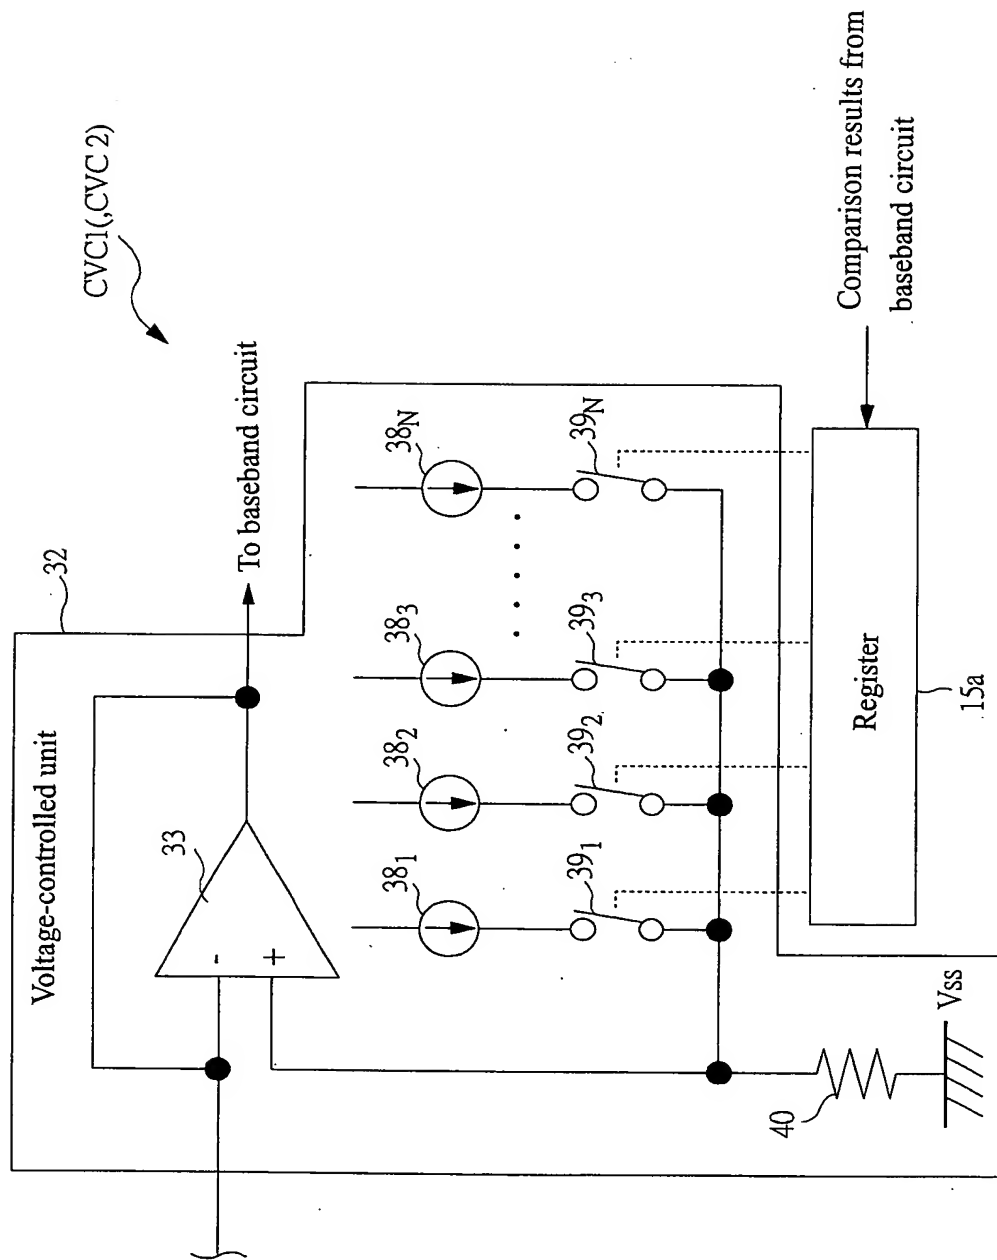 CVC1(,CVC 2)
32
Voltage-controlled unit
33
-
+
To baseband circuit
38₁
38₂
38₃
38N
39₁
39₂
39₃
39N
40
Vss
Register
15a
Comparison results from
baseband circuit